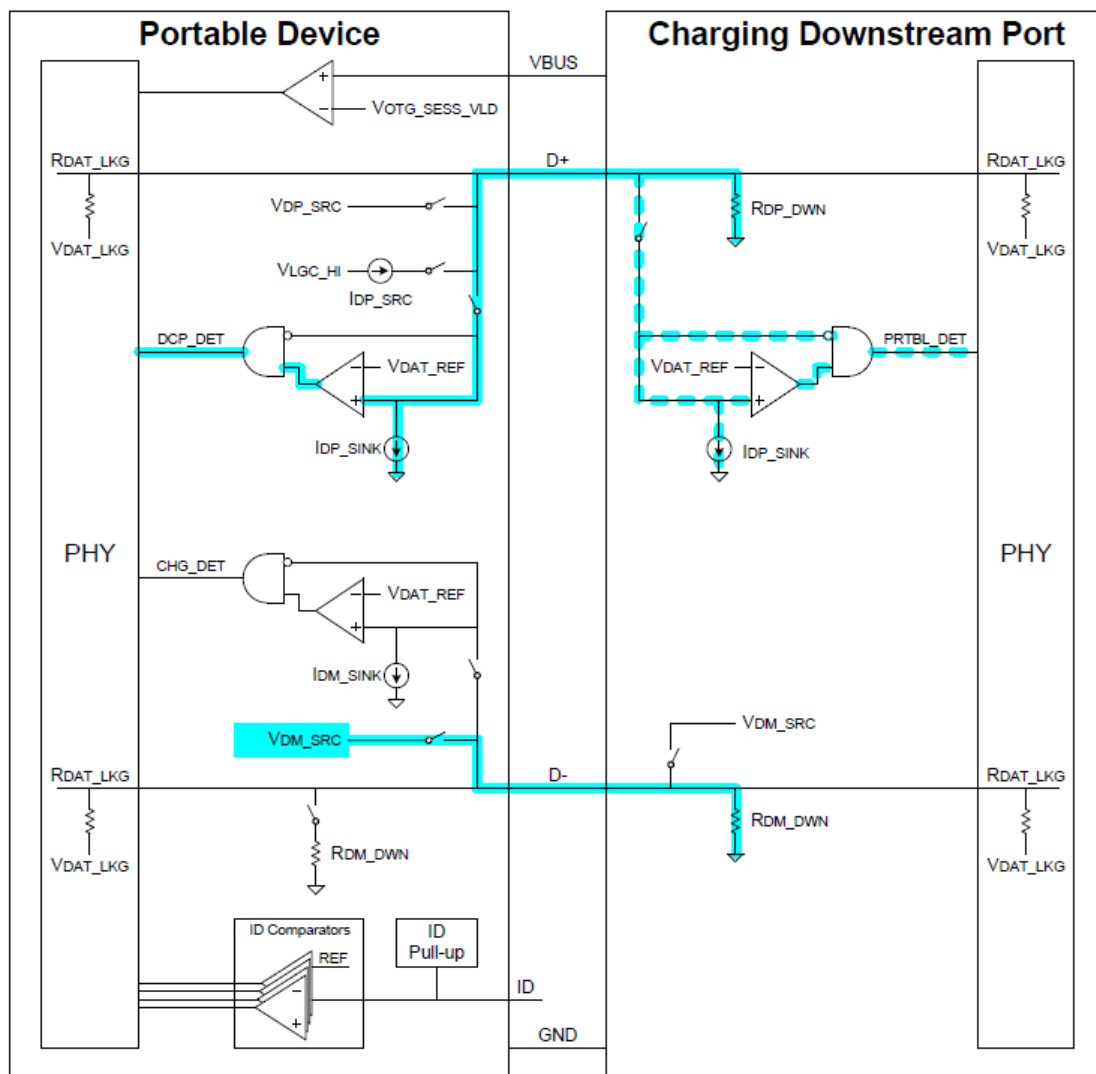 Portable Device
Charging Downstream Port
VBUS
VOTG_SESS_VLD
RDAT_LKG
D+
RDAT_LKG
VDP_SRC
RDP_DWN
VDAT_LKG
VDAT_LKG
VLGC_HI
IDP_SRC
DCP_DET
PRTBL_DET
VDAT_REF
VDAT_REF
IDP_SINK
IDP_SINK
PHY
PHY
CHG_DET
VDAT_REF
IDM_SINK
VDM_SRC
VDM_SRC
RDAT_LKG
D-
RDAT_LKG
RDM_DWN
RDM_DWN
VDAT_LKG
VDAT_LKG
ID Comparators
REF
ID
Pull-up
ID
GND